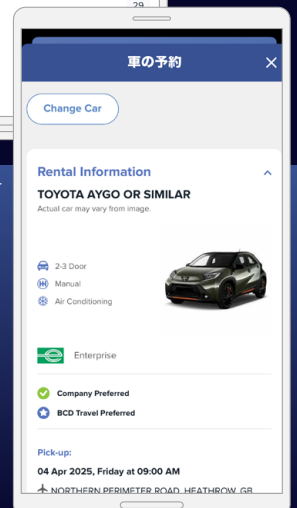 29
車の予約
Change Car
Rental Information
TOYOTA AYGO OR SIMILAR
Actual car may vary from image.
2-3 Door
Manual
Air Conditioning
Enterprise
Company Preferred
BCD Travel Preferred
Pick-up:
04 Apr 2025, Friday at 09:00 AM
NORTHERN PERIMETER ROAD, HEATHROW, GB